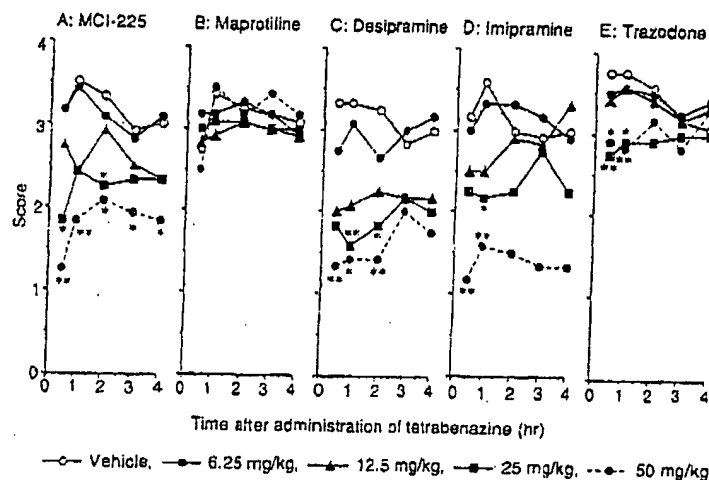 A: MCI-225
B: Maprotiline
C: Desipramine
D: Imipramine
E: Trazodone
Score
4
3
2
1
0
0 1 2 3 4
0 1 2 3 4
0 1 2 3 4
0 1 2 3 4
0 1 2 3 4
Time after administration of tetrabenazine (hr)
Vehicle, 6.25 mg/kg, 12.5 mg/kg, 25 mg/kg, 50 mg/kg